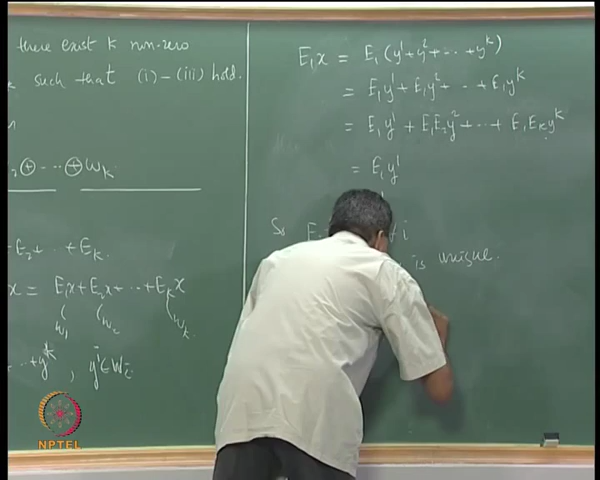 there exist k non-zero
such that (i)-(iii) hold.
⊕ ··· ⊕ W_k
E_2 + ·· + E_k.
x = E_1x + E_2x + ··· + E_kx
W_1 W_2 W_k
·· + y^k , y^i ∈ W_i
E_1x = E_1(y^1 + y^2 + ··· + y^k)
= E_1y^1 + E_1y^2 + ·· + E_1y^k
= E_1y^1 + E_1E_2y^2 + ··· + E_1E_ky^k
= E_1y^1
So
i
is unique.
NPTEL